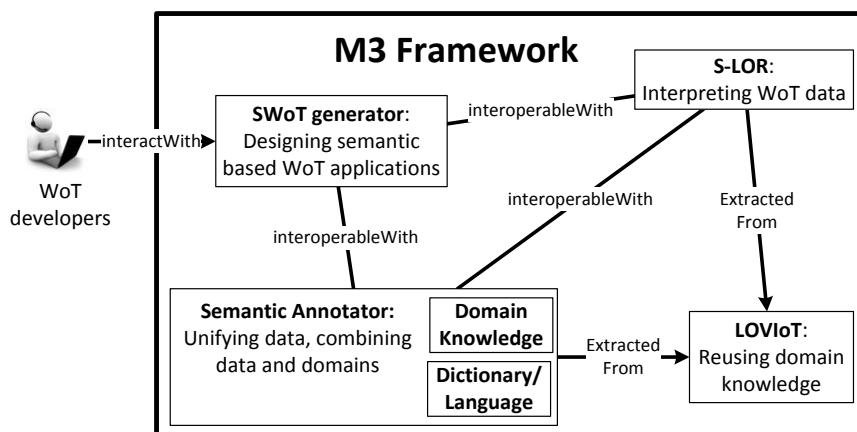 M3 Framework
S-LOR:
Interpreting WoT data
SWoT generator:
Designing semantic
based WoT applications
interoperableWith
interactWith
WoT
developers
interoperableWith
interoperableWith
Extracted
From
Semantic Annotator:
Unifying data, combining
data and domains
Domain
Knowledge
Dictionary/
Language
Extracted
From
LOVIoT:
Reusing domain
knowledge